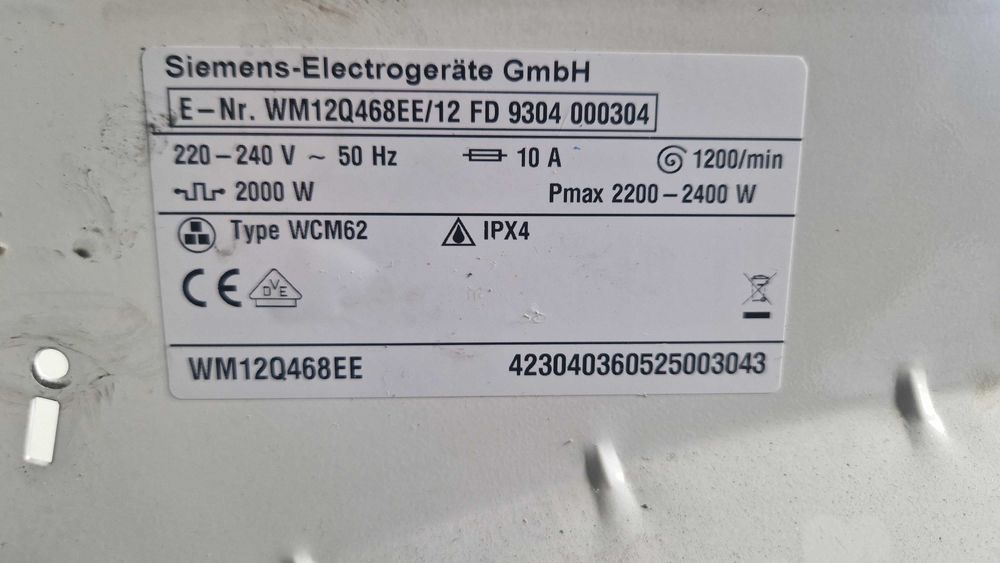 Siemens-Electrogeräte GmbH
E-Nr. WM12Q468EE/12 FD 9304 000304
220-240 V ~ 50 Hz 10 A 1200/min
2000 W Pmax 2200-2400 W
Type WCM62 IPX4
CE DVE
WM12Q468EE 423040360525003043